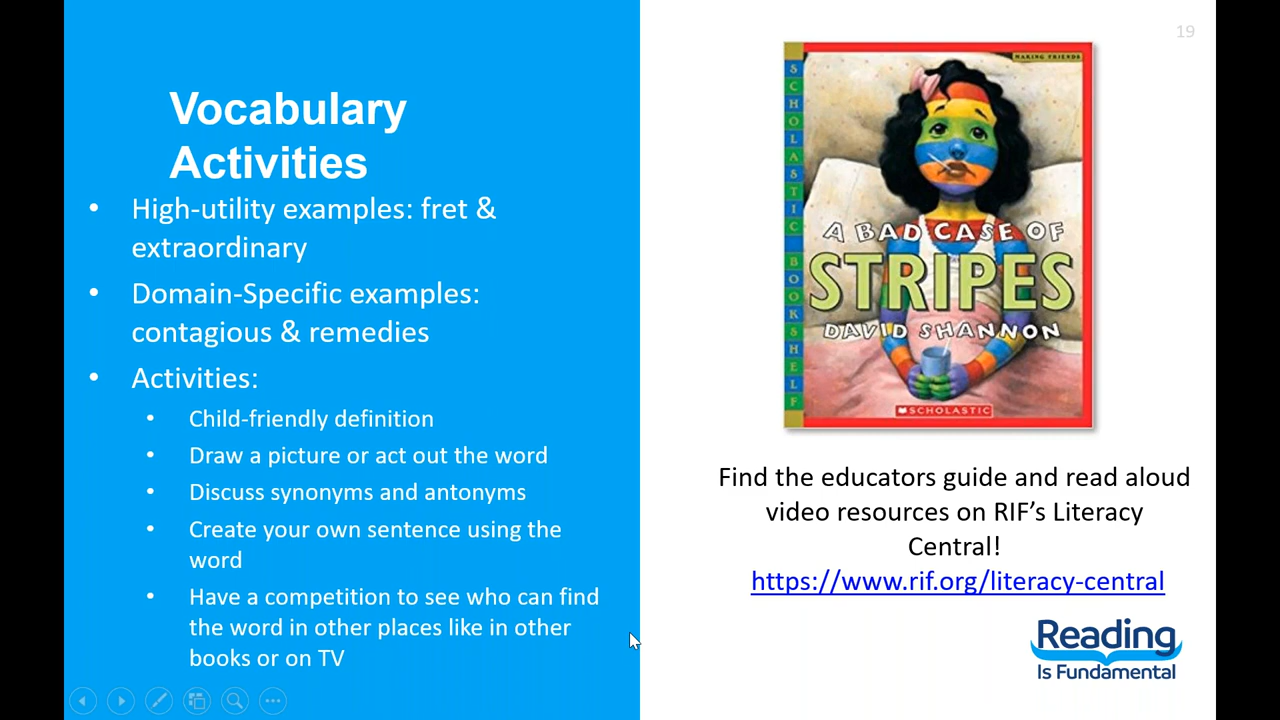 19
Vocabulary
Activities
• High-utility examples: fret &
extraordinary
• Domain-Specific examples:
contagious & remedies
• Activities:
• Child-friendly definition
• Draw a picture or act out the word
• Discuss synonyms and antonyms
• Create your own sentence using the
word
• Have a competition to see who can find
the word in other places like in other
books or on TV
SCHOLASTIC BOOKSHELF
MAKING FRIENDS
A BAD CASE OF
STRIPES
DAVID SHANNON
SCHOLASTIC
Find the educators guide and read aloud
video resources on RIF’s Literacy
Central!
https://www.rif.org/literacy-central
Reading
Is Fundamental